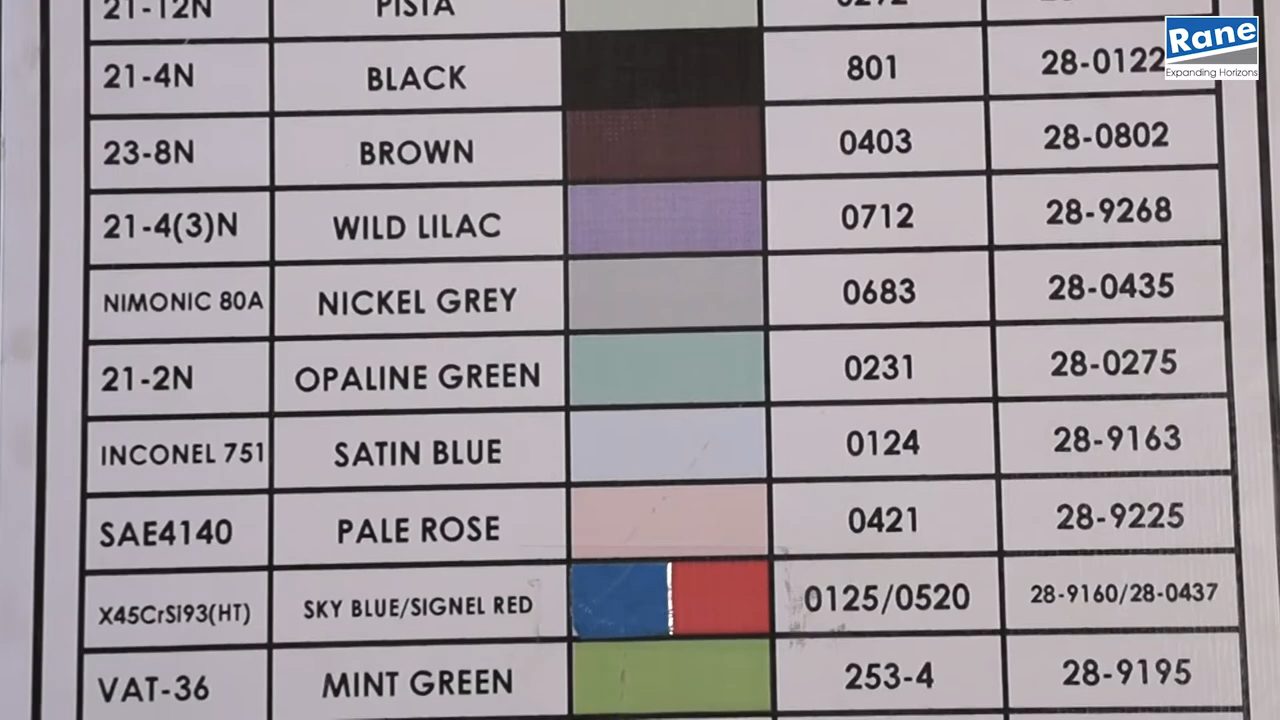 21-12N PISTA
21-4N BLACK 801 28-0122
23-8N BROWN 0403 28-0802
21-4(3)N WILD LILAC 0712 28-9268
NIMONIC 80A NICKEL GREY 0683 28-0435
21-2N OPALINE GREEN 0231 28-0275
INCONEL 751 SATIN BLUE 0124 28-9163
SAE4140 PALE ROSE 0421 28-9225
X45CrSi93(HT) SKY BLUE/SIGNEL RED 0125/0520 28-9160/28-0437
VAT-36 MINT GREEN 253-4 28-9195
Rane
Expanding Horizons